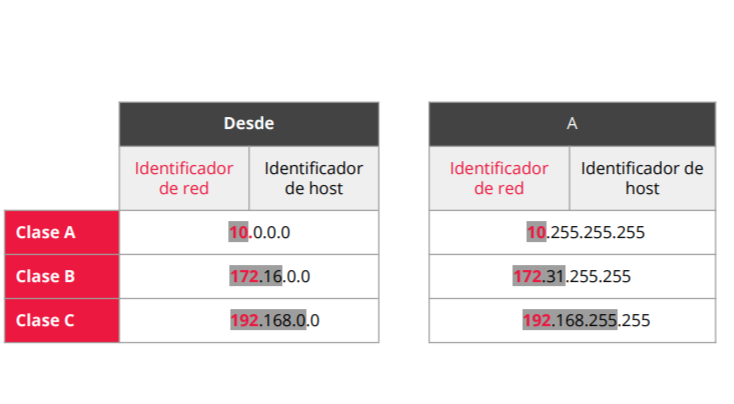 Desde
A
Identificador de red
Identificador de host
Identificador de red
Identificador de host
Clase A
10.0.0.0
10.255.255.255
Clase B
172.16.0.0
172.31.255.255
Clase C
192.168.0.0
192.168.255.255